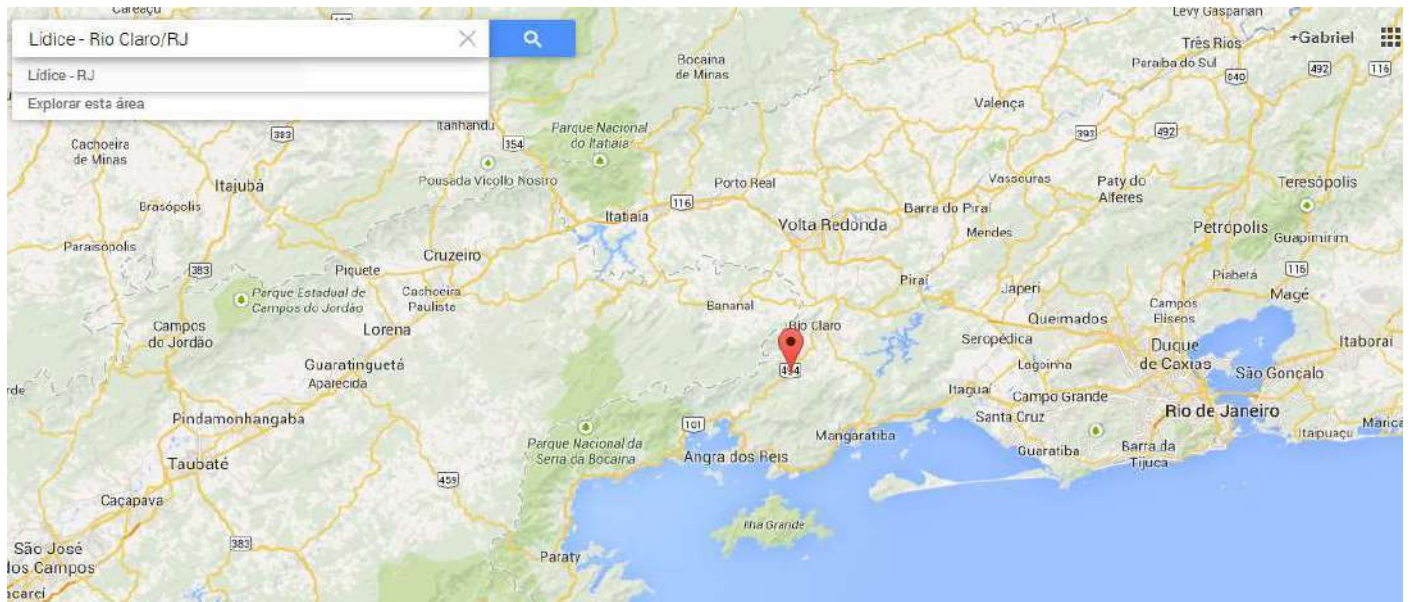 Careaçu
Levy Gasparian
Lídice - Rio Claro/RJ
+Gabriel
Três Rios
Bocaina
de Minas
Paraíba do Sul
040
492
116
Lídice - RJ
Explorar esta área
Valença
Itanhandu
Parque Nacional
do Itatiaia
383
354
393
492
Cachoeira
de Minas
Itajubá
Pousada Vicollo Nostro
Porto Real
Vassouras
Paty do
Alferes
Teresópolis
Brasópolis
116
Itatiaia
Barra do Piraí
Volta Redonda
Mendes
Petrópolis
Guapimirim
Paraisópolis
Cruzeiro
383
Piquete
Piraí
Japeri
Piabetá
116
Parque Estadual de
Campos do Jordão
Cachoeira
Paulista
Bananal
Magé
Campos
Elíseos
Campos
do Jordão
Lorena
Rio Claro
Queimados
Seropédica
Duque
de Caxias
Itaboraí
Guaratinguetá
Aparecida
494
Lagoinha
São Gonçalo
Itaguaí
Campo Grande
Pindamonhangaba
101
Santa Cruz
Rio de Janeiro
Maricá
Itaipuaçu
Parque Nacional da
Serra da Bocaina
Mangaratiba
Guaratiba
Barra da
Tijuca
Taubaté
Angra dos Reis
459
Caçapava
Ilha Grande
São José
dos Campos
383
Paraty
acareí